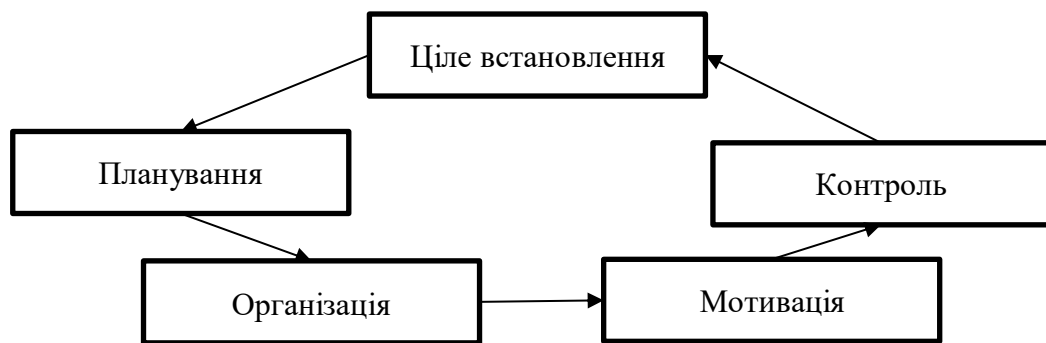 Ціле встановлення
Планування
Контроль
Організація
Мотивація